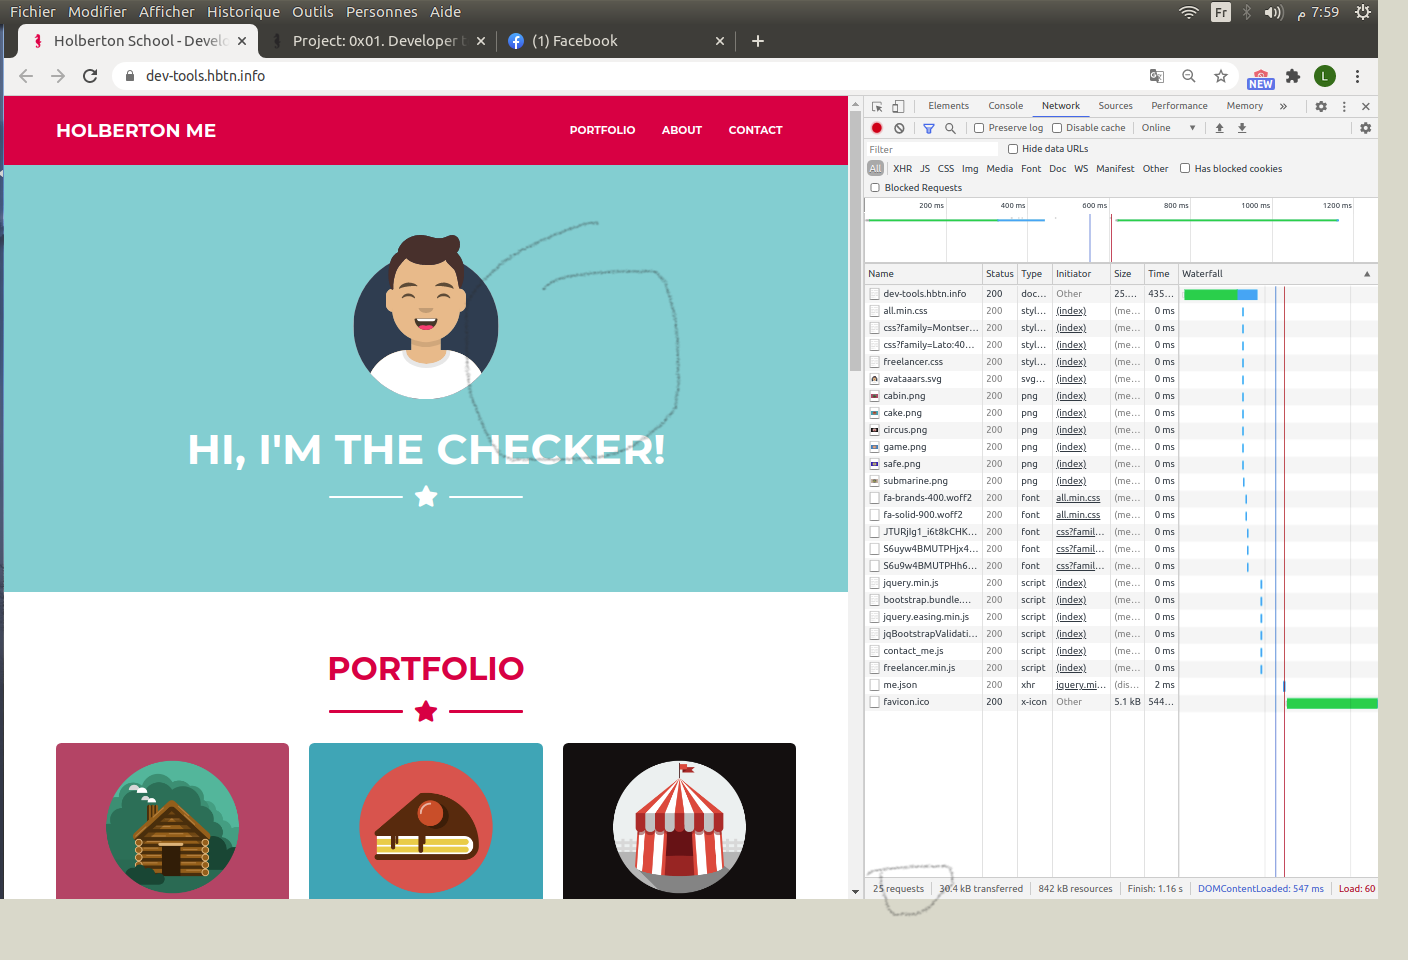 Fichier Modifier Afficher Historique Outils Personnes Aide
Fr م 7:59
Holberton School - Develo
Project: 0x01. Developer t
(1) Facebook
dev-tools.hbtn.info
NEW
L
HOLBERTON ME
PORTFOLIO ABOUT CONTACT
HI, I'M THE CHECKER!
PORTFOLIO
Elements Console Network Sources Performance Memory »
Preserve log Disable cache Online
Filter Hide data URLs
All XHR JS CSS Img Media Font Doc WS Manifest Other Has blocked cookies
Blocked Requests
200 ms 400 ms 600 ms 800 ms 1000 ms 1200 ms
Name Status Type Initiator Size Time Waterfall
dev-tools.hbtn.info 200 doc... Other 25.... 435...
all.min.css 200 styl... (index) (me... 0 ms
css?family=Montser... 200 styl... (index) (me... 0 ms
css?family=Lato:40... 200 styl... (index) (me... 0 ms
freelancer.css 200 styl... (index) (me... 0 ms
avataaars.svg 200 svg... (index) (me... 0 ms
cabin.png 200 png (index) (me... 0 ms
cake.png 200 png (index) (me... 0 ms
circus.png 200 png (index) (me... 0 ms
game.png 200 png (index) (me... 0 ms
safe.png 200 png (index) (me... 0 ms
submarine.png 200 png (index) (me... 0 ms
fa-brands-400.woff2 200 font all.min.css (me... 0 ms
fa-solid-900.woff2 200 font all.min.css (me... 0 ms
JTURjIg1_i6t8kCHK... 200 font css?famil... (me... 0 ms
S6uyw4BMUTPHjx4... 200 font css?famil... (me... 0 ms
S6u9w4BMUTPHh6... 200 font css?famil... (me... 0 ms
jquery.min.js 200 script (index) (me... 0 ms
bootstrap.bundle.... 200 script (index) (me... 0 ms
jquery.easing.min.js 200 script (index) (me... 0 ms
jqBootstrapValidati... 200 script (index) (me... 0 ms
contact_me.js 200 script (index) (me... 0 ms
freelancer.min.js 200 script (index) (me... 0 ms
me.json 200 xhr jquery.mi... (dis... 2 ms
favicon.ico 200 x-icon Other 5.1 kB 544...
25 requests 30.4 kB transferred 842 kB resources Finish: 1.16 s DOMContentLoaded: 547 ms Load: 60